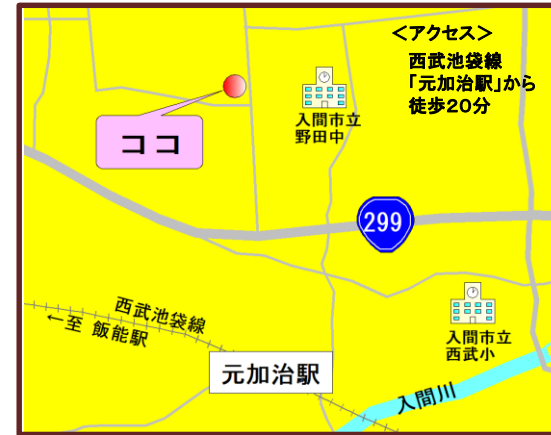 ＜アクセス＞
西武池袋線
「元加治駅」から
徒歩20分
入間市立
野田中
ココ
299
西武池袋線
←至 飯能駅
入間市立
西武小
元加治駅
入間川